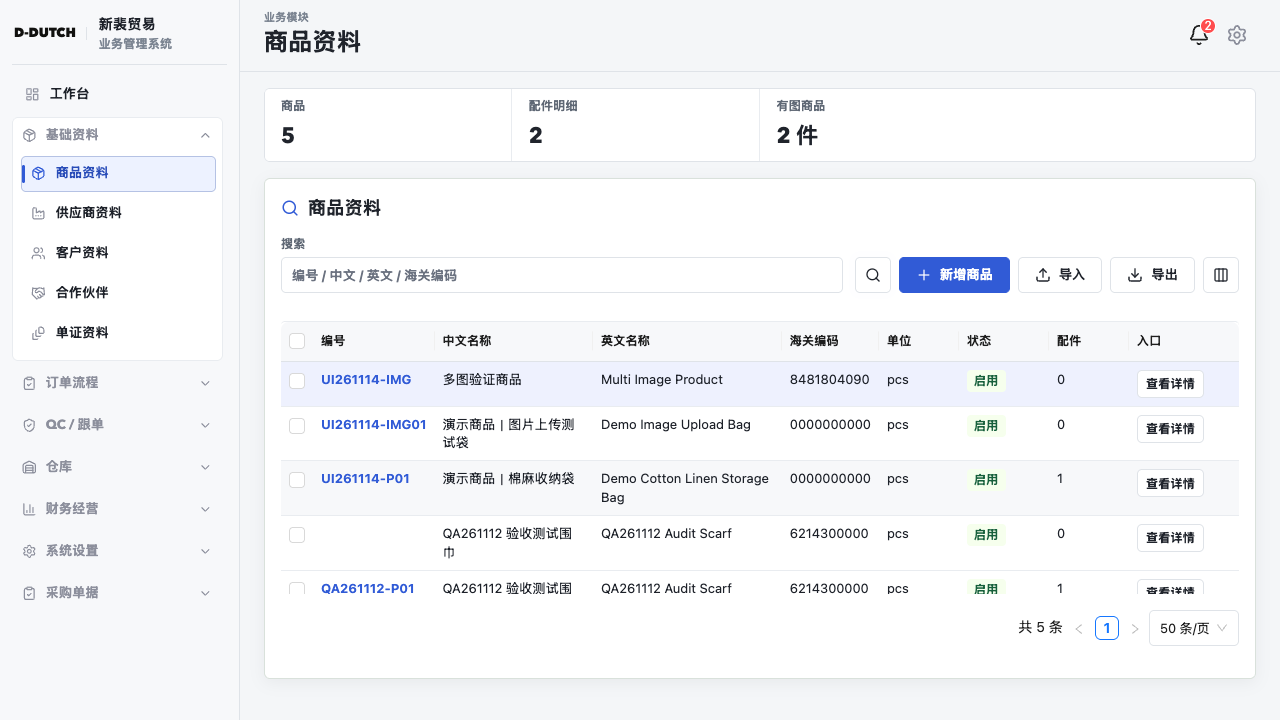 D-DUTCH
新裴贸易
业务管理系统
工作台
基础资料
商品资料
供应商资料
客户资料
合作伙伴
单证资料
订单流程
QC / 跟单
仓库
财务经营
系统设置
采购单据
业务模块
商品资料
2
商品
5
配件明细
2
有图商品
2 件
商品资料
搜索
编号 / 中文 / 英文 / 海关编码
新增商品
导入
导出
编号 中文名称 英文名称 海关编码 单位 状态 配件 入口
UI261114-IMG 多图验证商品 Multi Image Product 8481804090 pcs 启用 0 查看详情
UI261114-IMG01 演示商品 | 图片上传测试袋 Demo Image Upload Bag 0000000000 pcs 启用 0 查看详情
UI261114-P01 演示商品 | 棉麻收纳袋 Demo Cotton Linen Storage Bag 0000000000 pcs 启用 1 查看详情
QA261112 验收测试围巾 QA261112 Audit Scarf 6214300000 pcs 启用 0 查看详情
QA261112-P01 QA261112 验收测试围 QA261112 Audit Scarf 6214300000 pcs 启用 1 查看详情
共 5 条
1
50 条/页